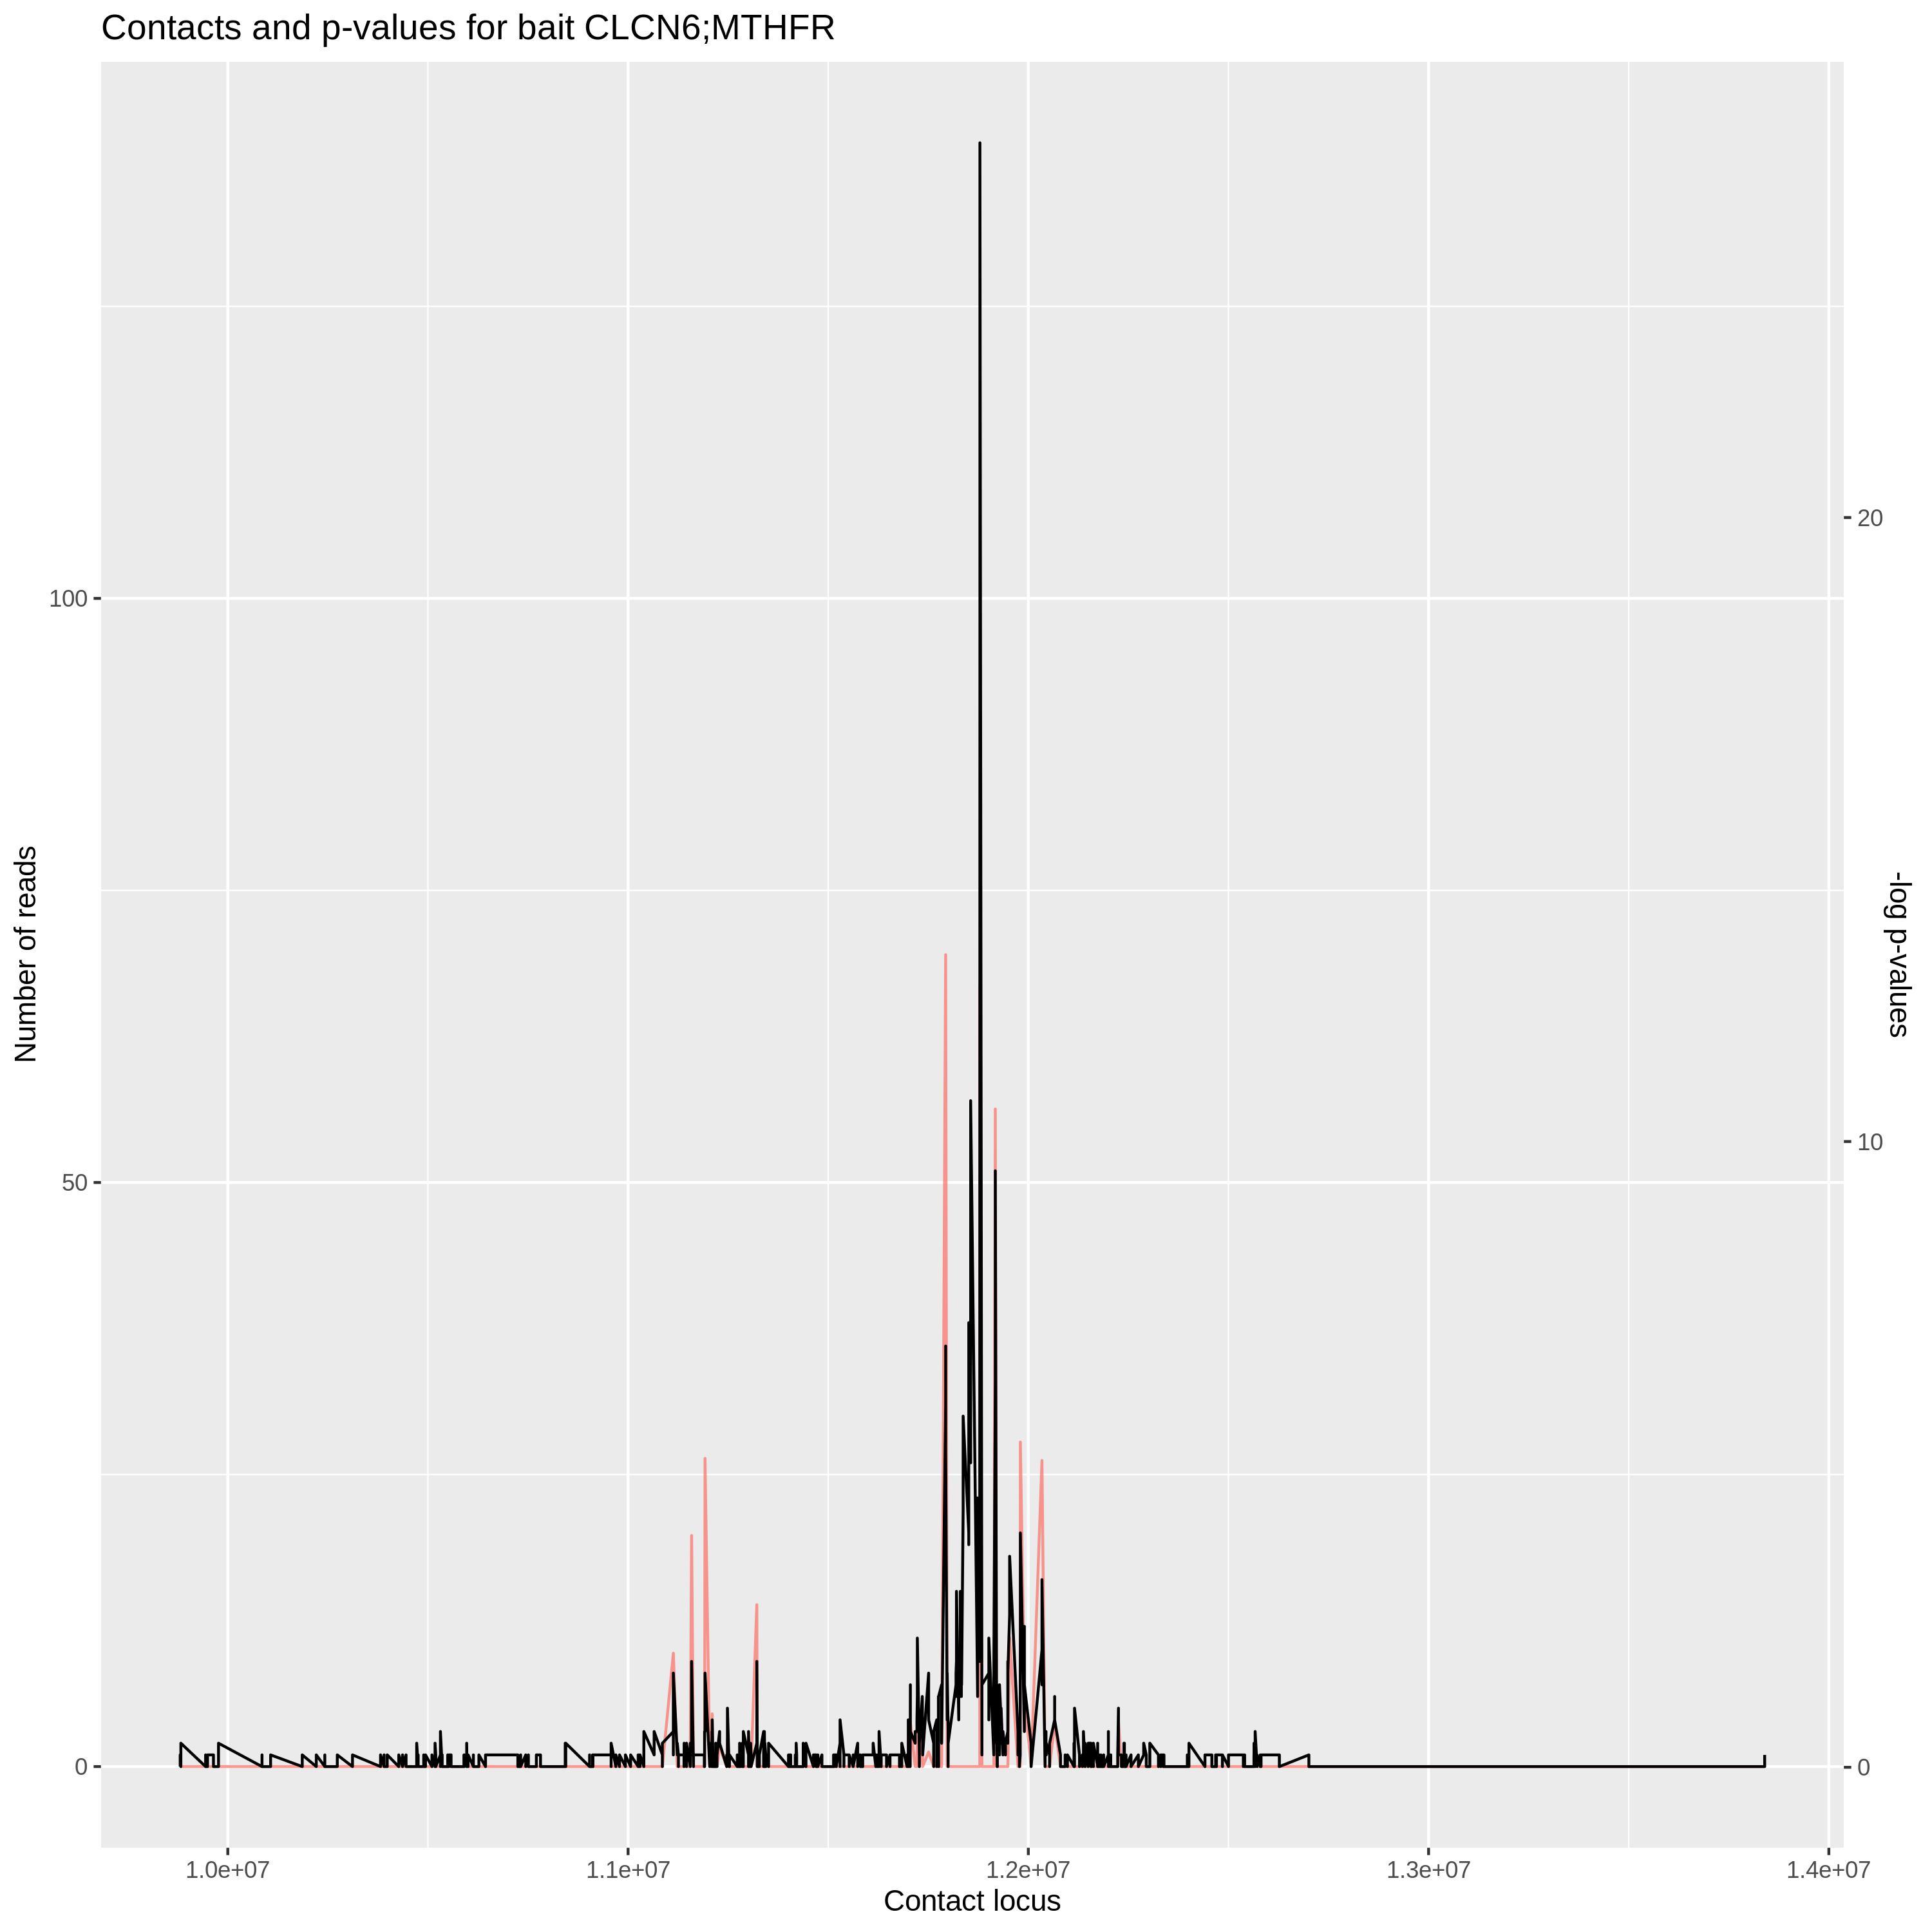 Contacts and p-values for bait CLCN6;MTHFR
20
100
Number of reads
-log p-values
10
50
0
0
1.0e+07 1.1e+07 1.2e+07 1.3e+07 1.4e+07
Contact locus